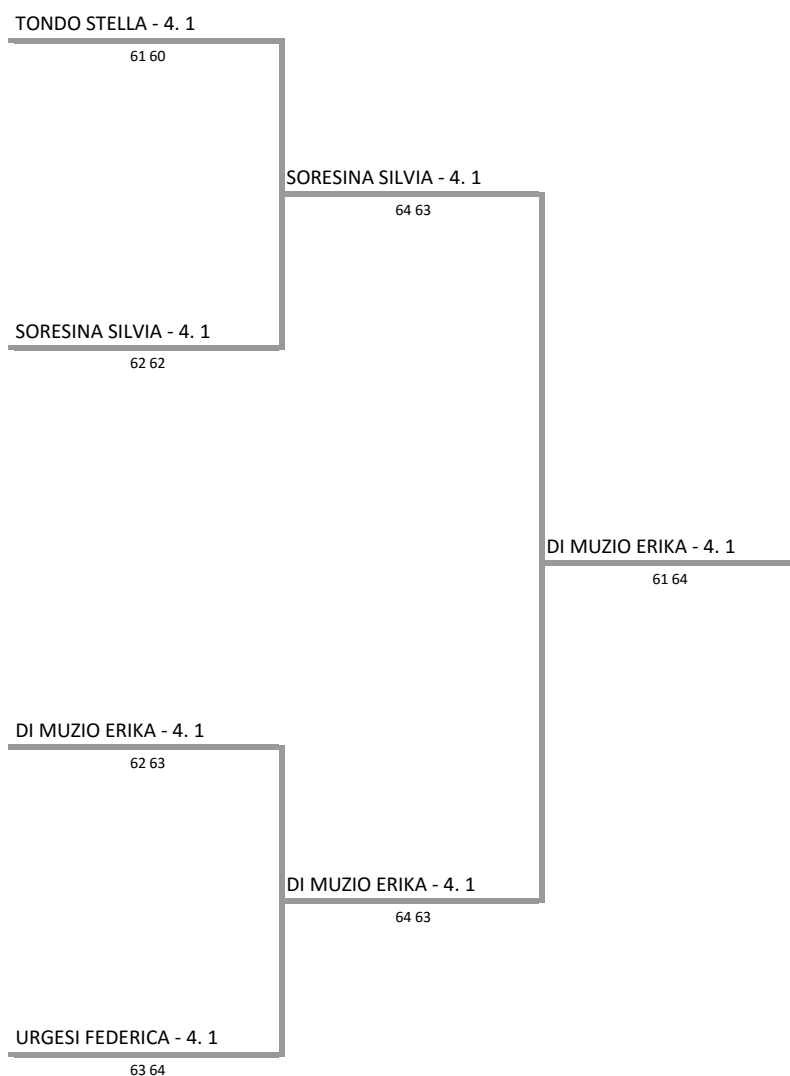 TONDO STELLA - 4. 1
61 60
SORESINA SILVIA - 4. 1
64 63
SORESINA SILVIA - 4. 1
62 62
DI MUZIO ERIKA - 4. 1
61 64
DI MUZIO ERIKA - 4. 1
62 63
DI MUZIO ERIKA - 4. 1
64 63
URGESI FEDERICA - 4. 1
63 64